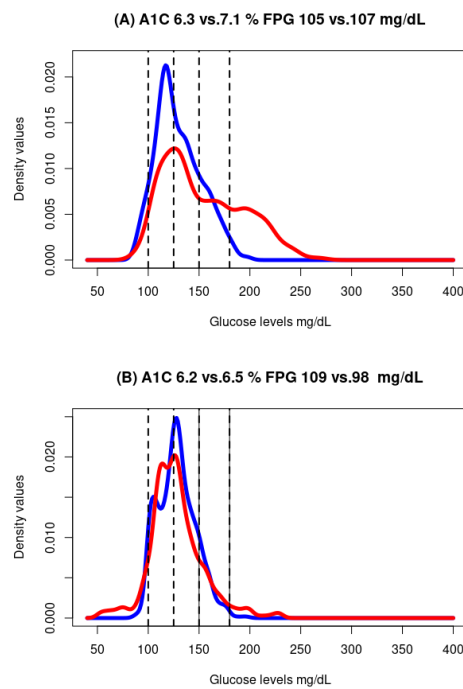 (A) A1C 6.3 vs.7.1 % FPG 105 vs.107 mg/dL
Density values
0.020
0.015
0.010
0.005
0.000
50 100 150 200 250 300 350 400
Glucose levels mg/dL
(B) A1C 6.2 vs.6.5 % FPG 109 vs.98 mg/dL
Density values
0.020
0.010
0.000
50 100 150 200 250 300 350 400
Glucose levels mg/dL